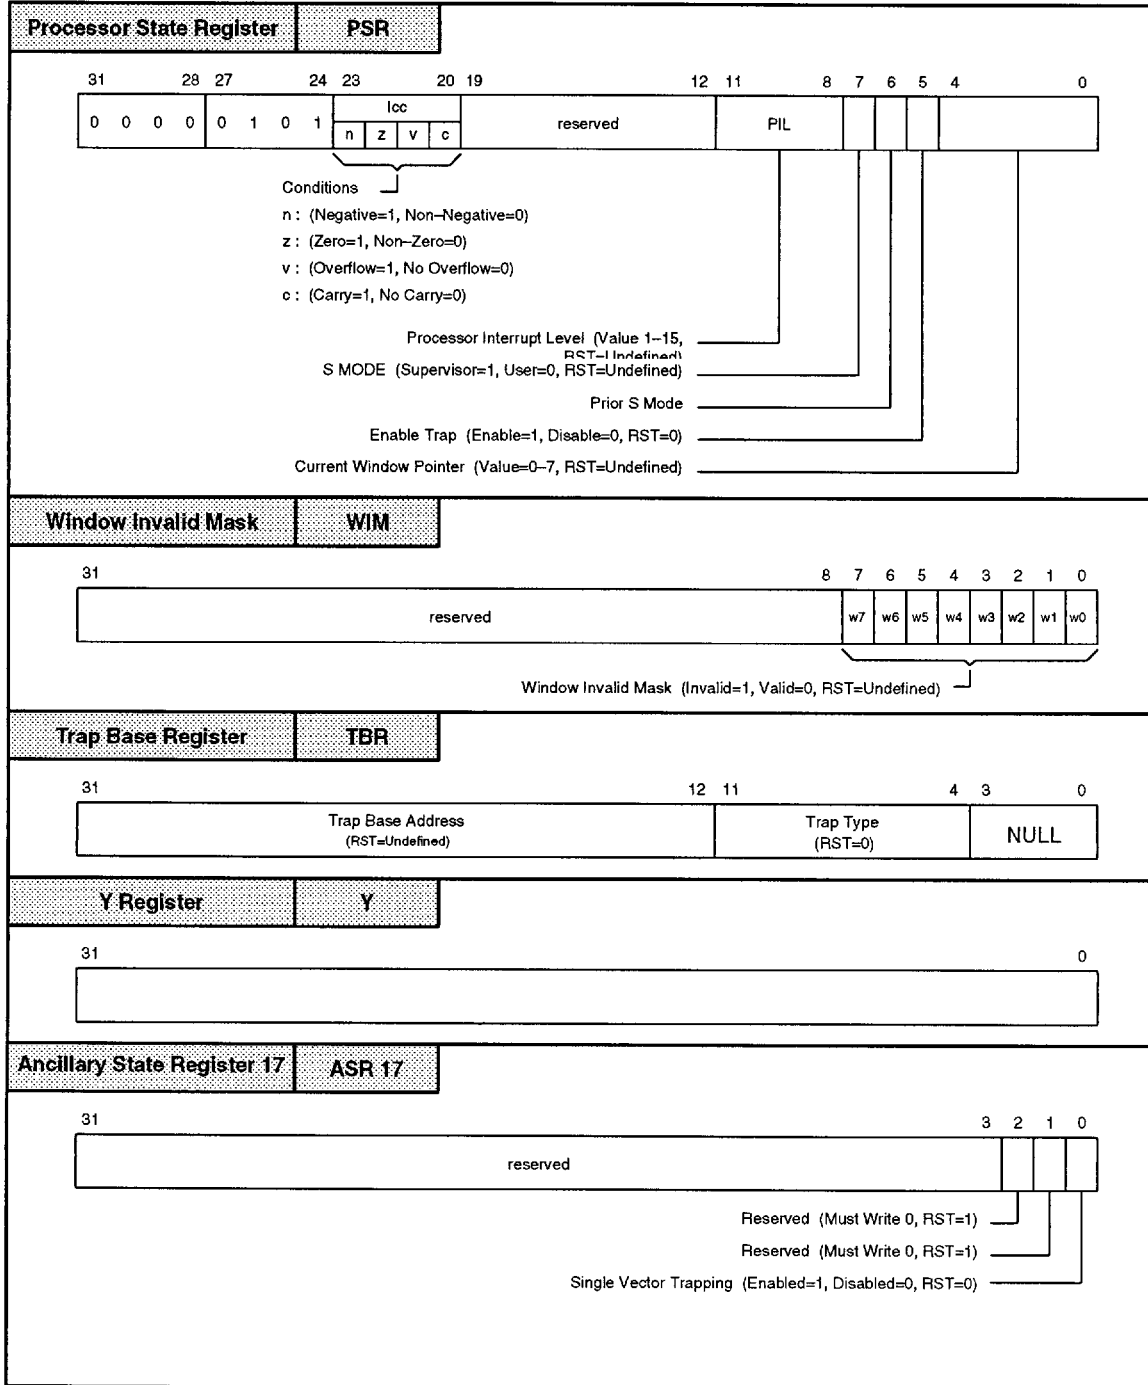 Processor State Register PSR
31 28 27 24 23 20 19 12 11 8 7 6 5 4 0
Icc
0 0 0 0 0 1 0 1 reserved PIL
n z v c
Conditions
n : (Negative=1, Non–Negative=0)
z : (Zero=1, Non–Zero=0)
v : (Overflow=1, No Overflow=0)
c : (Carry=1, No Carry=0)
Processor Interrupt Level (Value 1–15,
RST=Undefined)
S MODE (Supervisor=1, User=0, RST=Undefined)
Prior S Mode
Enable Trap (Enable=1, Disable=0, RST=0)
Current Window Pointer (Value=0–7, RST=Undefined)
Window Invalid Mask WIM
31 8 7 6 5 4 3 2 1 0
reserved w7 w6 w5 w4 w3 w2 w1 w0
Window Invalid Mask (Invalid=1, Valid=0, RST=Undefined)
Trap Base Register TBR
31 12 11 4 3 0
Trap Base Address Trap Type NULL
(RST=Undefined) (RST=0)
Y Register Y
31 0
Ancillary State Register 17 ASR 17
31 3 2 1 0
reserved
Reserved (Must Write 0, RST=1)
Reserved (Must Write 0, RST=1)
Single Vector Trapping (Enabled=1, Disabled=0, RST=0)